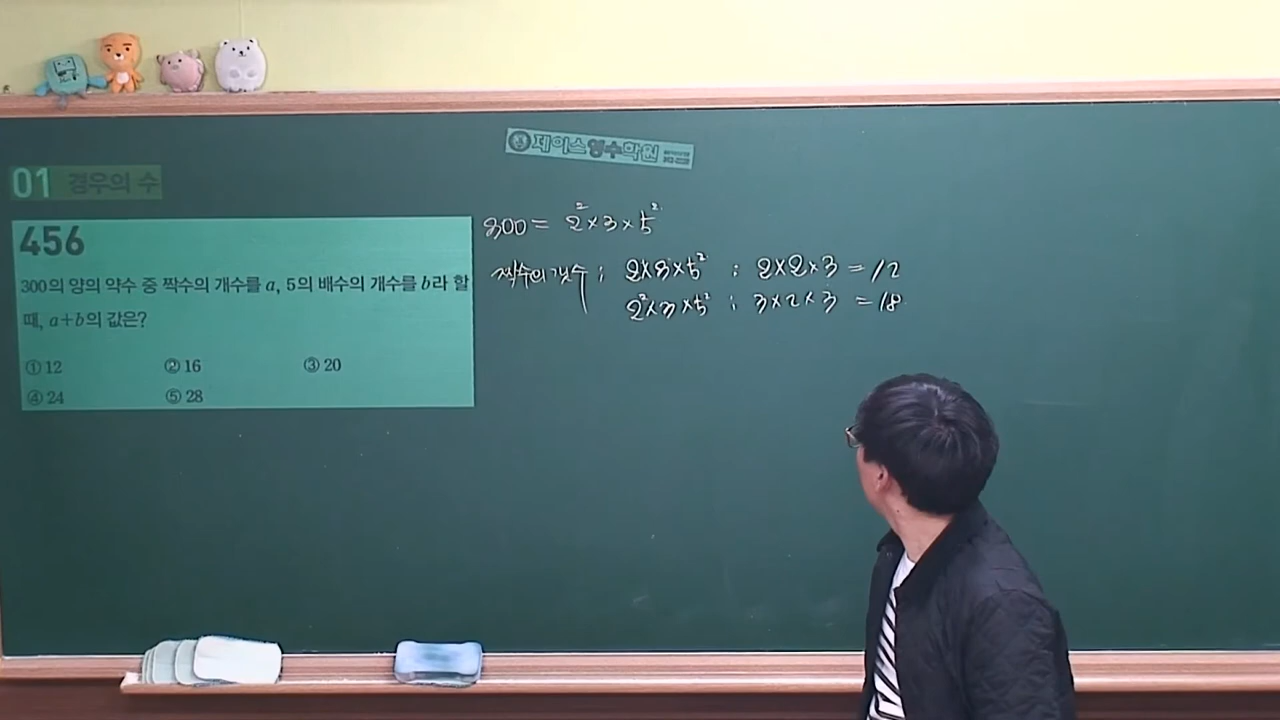 제이스영수학원
01 경우의 수
456
300의 양의 약수 중 짝수의 개수를 a, 5의 배수의 개수를 b라 할
때, a+b의 값은?
① 12 ② 16 ③ 20
④ 24 ⑤ 28
300 = 2² × 3 × 5²
짝수의 갯수 ; 2×3×5² ; 2×2×3 = 12
2²×3×5² ; 3×2×3 = 18